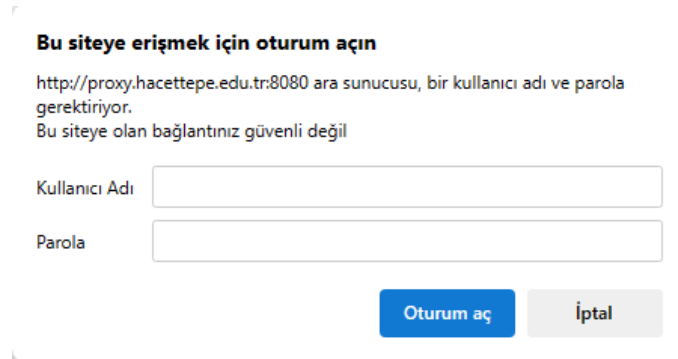 Bu siteye erişmek için oturum açın
http://proxy.hacettepe.edu.tr:8080 ara sunucusu, bir kullanıcı adı ve parola
gerektiriyor.
Bu siteye olan bağlantınız güvenli değil
Kullanıcı Adı
Parola
Oturum aç
İptal